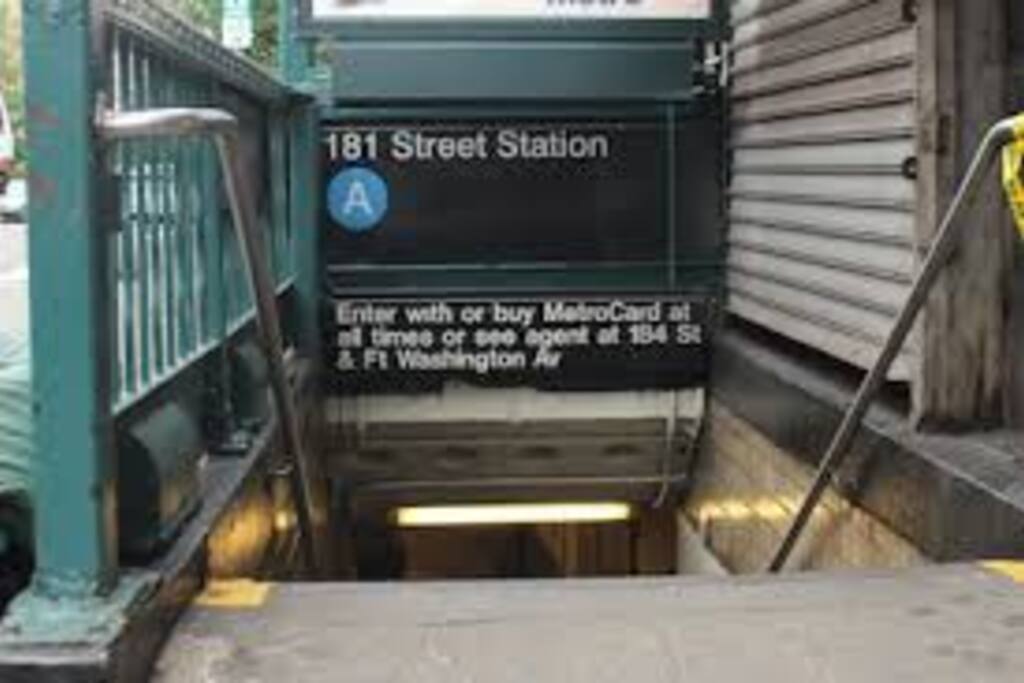 181 Street Station
A
Enter with or buy MetroCard at
all times or see agent at 184 St
& Ft Washington Av